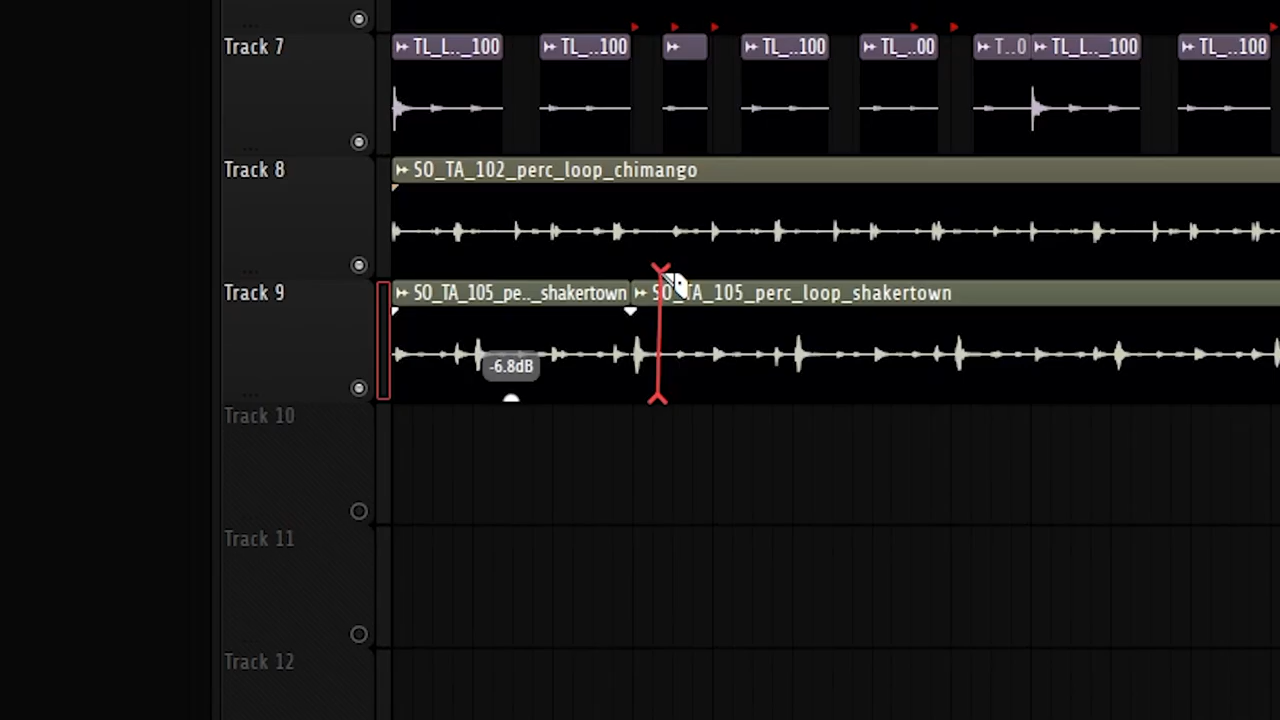 Track 7
TL_L.._100
TL_..100
TL_..100
TL_..00
T..0
TL_L.._100
TL_..100
Track 8
SO_TA_102_perc_loop_chimango
Track 9
SO_TA_105_pe.._shakertown
SO_TA_105_perc_loop_shakertown
-6.8dB
Track 10
Track 11
Track 12